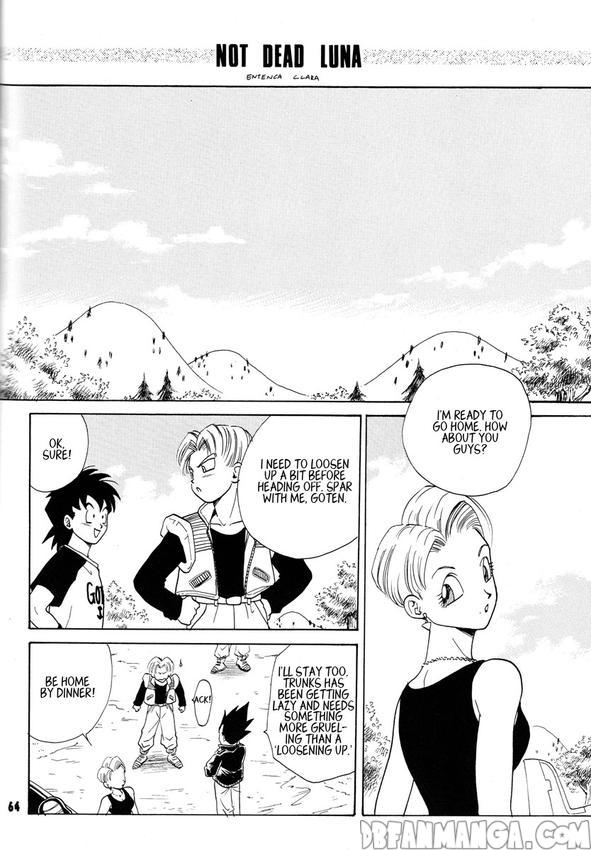 NOT DEAD LUNA
ENTENCA CLARA
I'M READY TO
GO HOME. HOW
ABOUT YOU
GUYS?
I NEED TO LOOSEN
UP A BIT BEFORE
HEADING OFF. SPAR
WITH ME, GOTEN.
OK,
SURE!
I'LL STAY TOO.
TRUNKS HAS
BEEN GETTING
LAZY AND NEEDS
SOMETHING
MORE GRUEL-
ING THAN A
'LOOSENING UP.'
ACK!
BE HOME
BY DINNER!
64
DBFANMANGA.COM